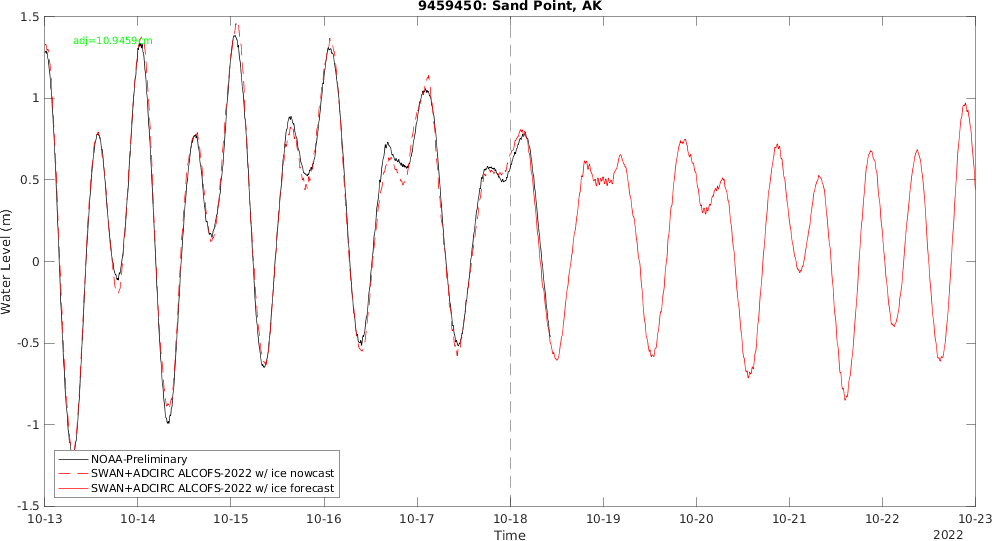 9459450: Sand Point, AK
adj=10.9459cm
Water Level (m)
1.5
1
0.5
0
-0.5
-1
-1.5
NOAA-Preliminary
SWAN+ADCIRC ALCOFS-2022 w/ ice nowcast
SWAN+ADCIRC ALCOFS-2022 w/ ice forecast
10-13 10-14 10-15 10-16 10-17 10-18 10-19 10-20 10-21 10-22 10-23
Time
2022